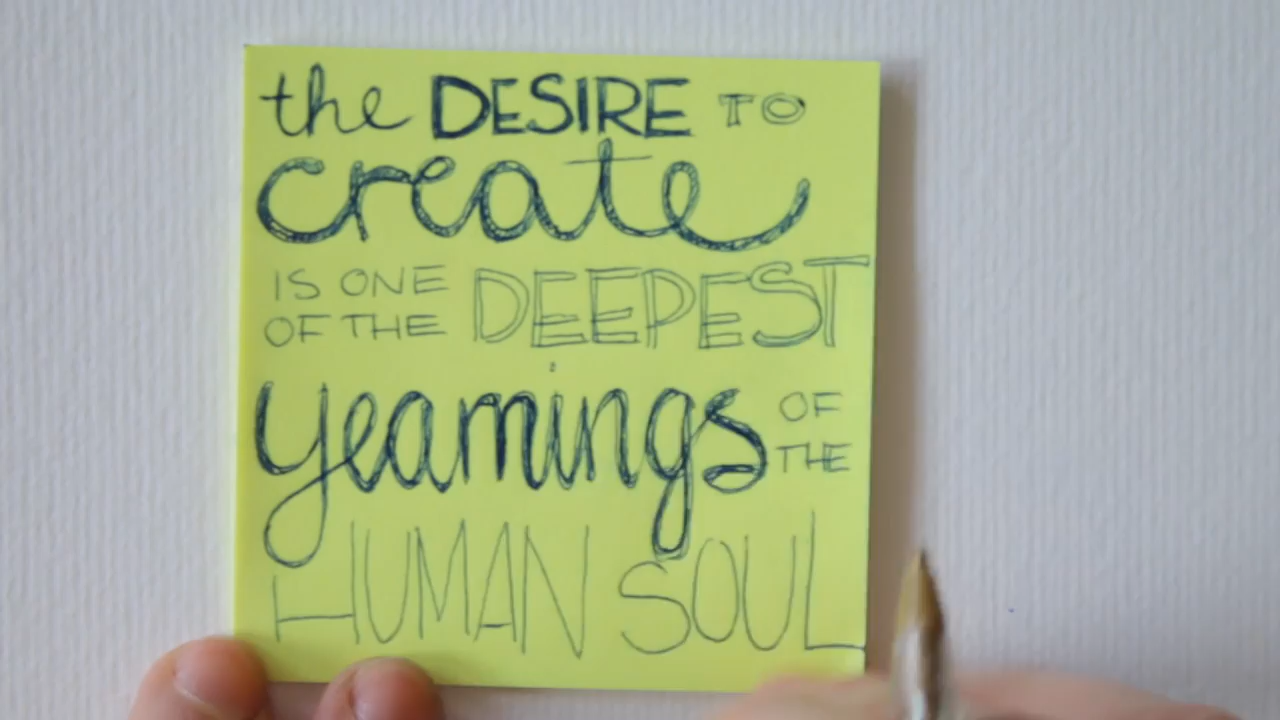 the DESIRE TO
create
IS ONE
OF THE DEEPEST
yearnings OF
THE
HUMAN SOUL